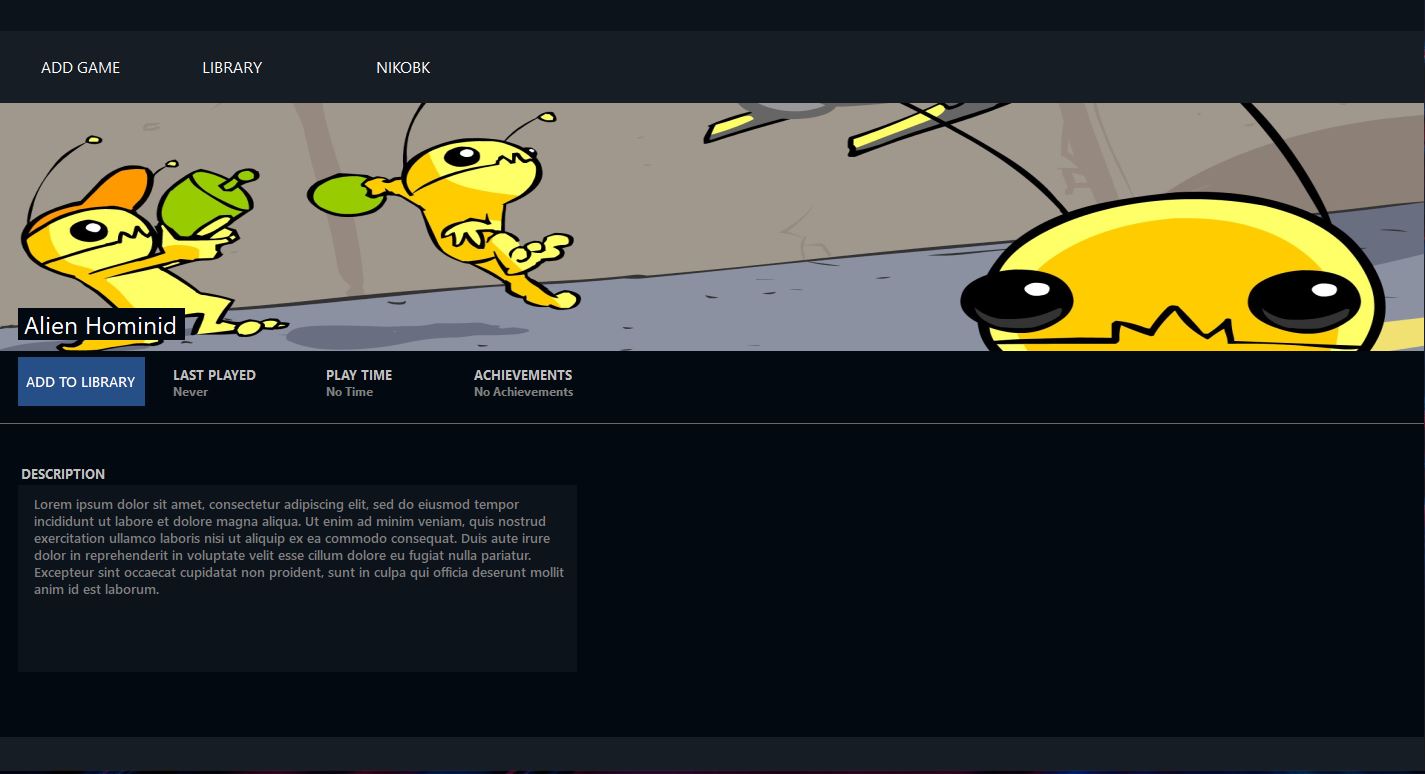 ADD GAME LIBRARY NIKOBK
Alien Hominid
ADD TO LIBRARY
LAST PLAYED
Never
PLAY TIME
No Time
ACHIEVEMENTS
No Achievements
DESCRIPTION
Lorem ipsum dolor sit amet, consectetur adipiscing elit, sed do eiusmod tempor
incididunt ut labore et dolore magna aliqua. Ut enim ad minim veniam, quis nostrud
exercitation ullamco laboris nisi ut aliquip ex ea commodo consequat. Duis aute irure
dolor in reprehenderit in voluptate velit esse cillum dolore eu fugiat nulla pariatur.
Excepteur sint occaecat cupidatat non proident, sunt in culpa qui officia deserunt mollit
anim id est laborum.